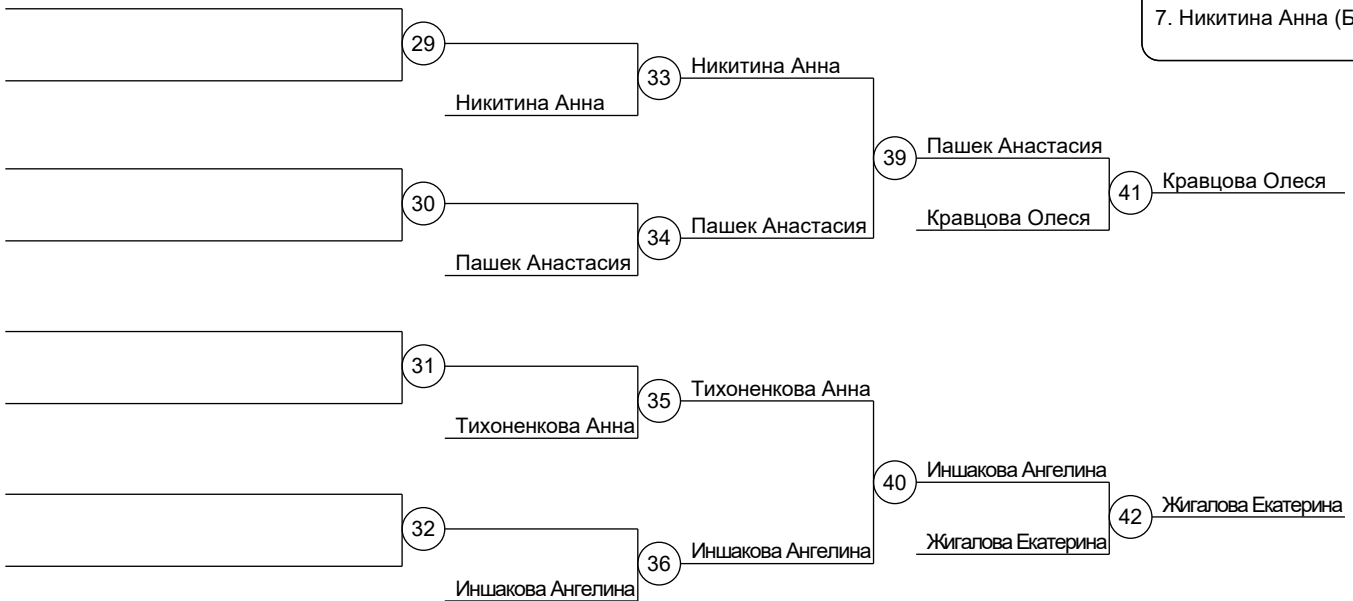 7. Никитина Анна (Б
29
33
Никитина Анна
Никитина Анна
39
Пашек Анастасия
41
Кравцова Олеся
30
Кравцова Олеся
34
Пашек Анастасия
Пашек Анастасия
31
35
Тихоненкова Анна
Тихоненкова Анна
40
Иншакова Ангелина
42
Жигалова Екатерина
32
Жигалова Екатерина
36
Иншакова Ангелина
Иншакова Ангелина